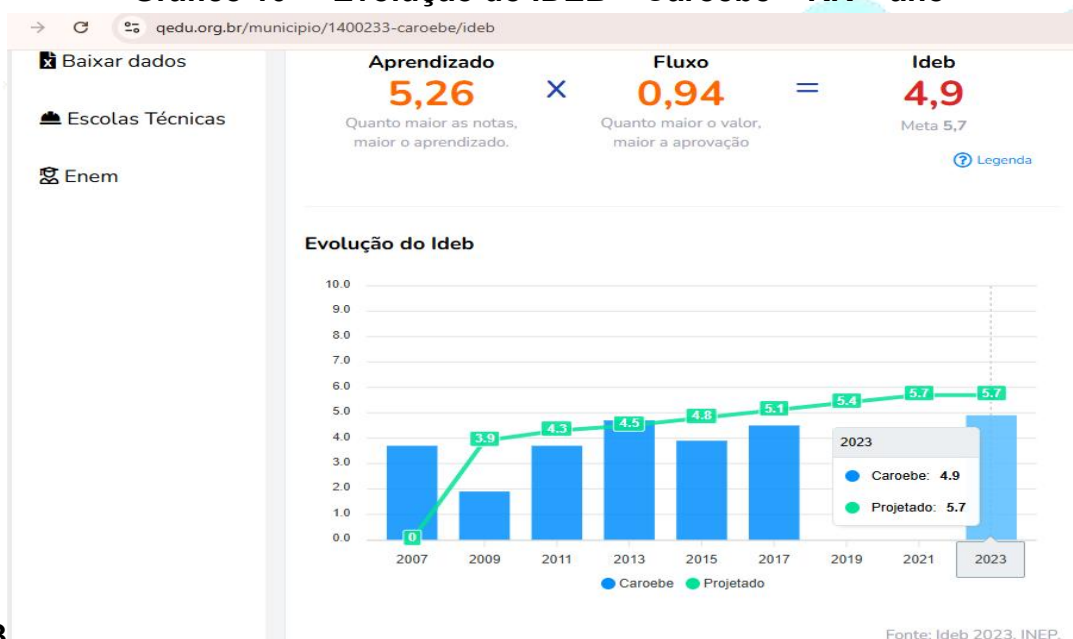 qedu.org.br/municipio/1400233-caroebe/ideb
Baixar dados
Escolas Técnicas
Enem
Aprendizado
5,26
Quanto maior as notas,
maior o aprendizado.
×
Fluxo
0,94
Quanto maior o valor,
maior a aprovação
=
Ideb
4,9
Meta 5,7
? Legenda
Evolução do Ideb
10.0
9.0
8.0
7.0
6.0
5.0
4.0
3.0
2.0
1.0
0.0
0
3.9
4.3
4.5
4.8
5.1
5.4
5.7
5.7
2023
Caroebe: 4.9
Projetado: 5.7
2007 2009 2011 2013 2015 2017 2019 2021 2023
Caroebe Projetado
Fonte: Ideb 2023, INEP.